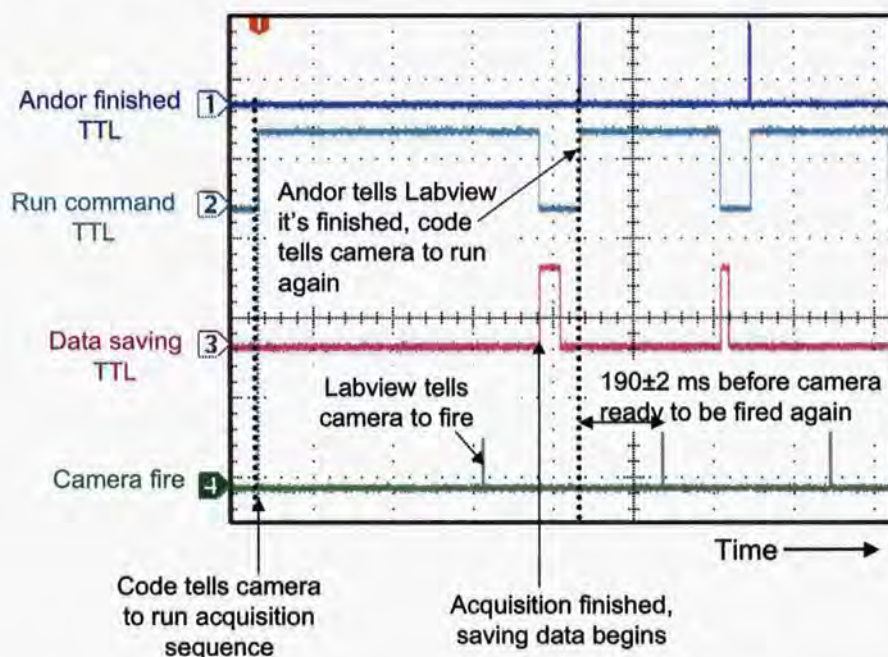 1
Andor finished
TTL
1
Run command
TTL
2
Andor tells Labview
it's finished, code
tells camera to run
again
Data saving
TTL
3
Labview tells
camera to fire
190±2 ms before camera
ready to be fired again
Camera fire
4
Time
Code tells camera
to run acquisition
sequence
Acquisition finished,
saving data begins